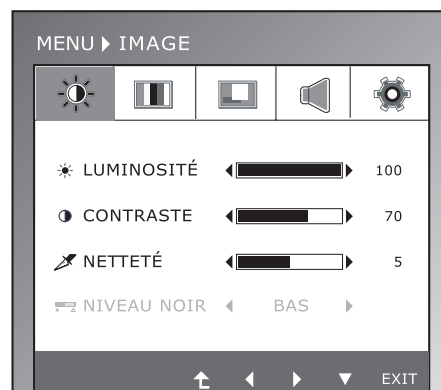 MENU IMAGE
LUMINOSITÉ 100
CONTRASTE 70
NETTETÉ 5
NIVEAU NOIR BAS
EXIT